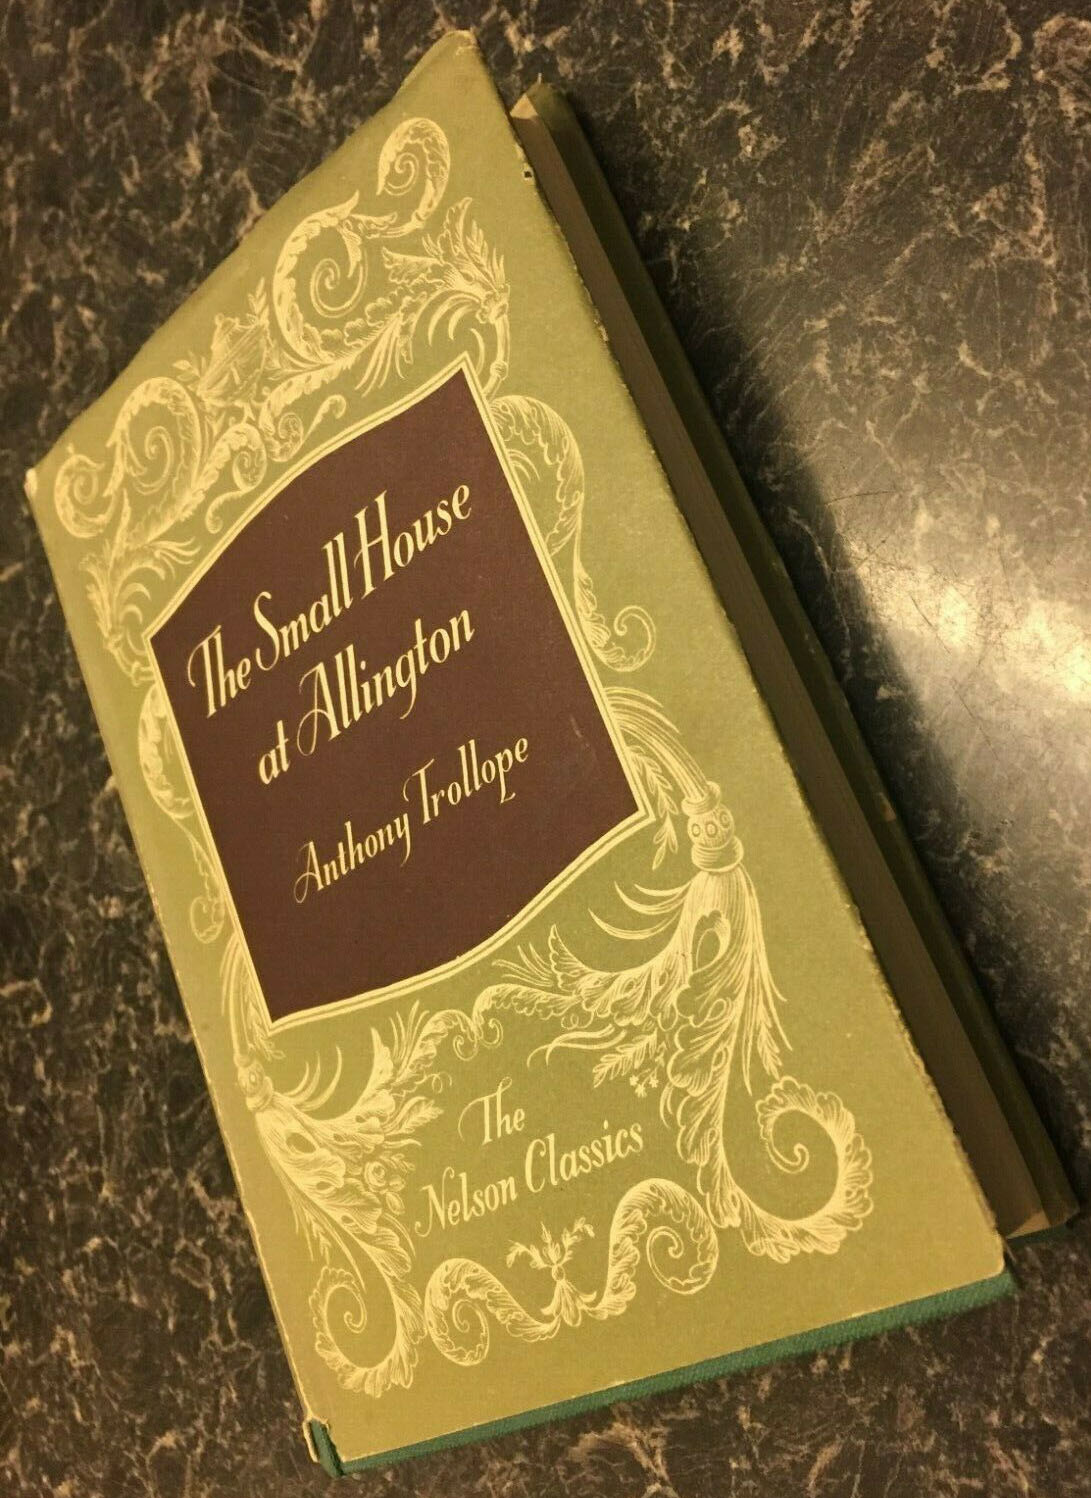 The Small House
at Allington
Anthony Trollope
The
Nelson Classics